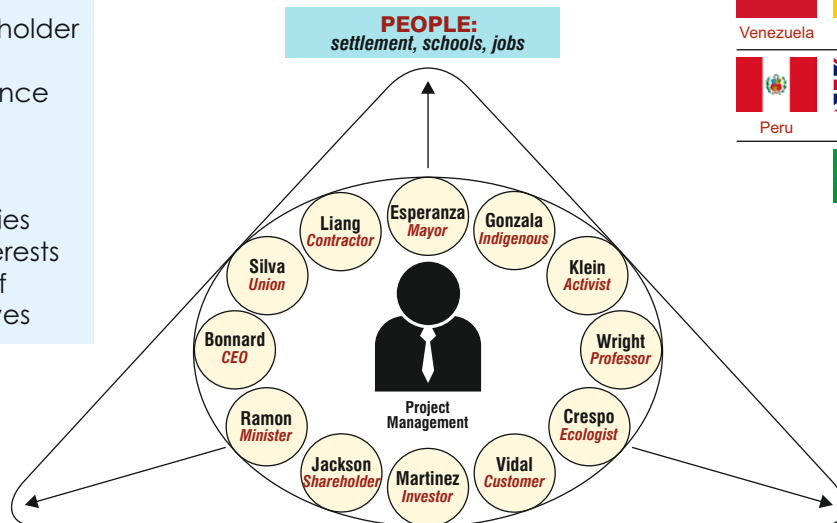 holder
nce
ies
erests
f
ves
PEOPLE:
settlement, schools, jobs
Venezuela
Peru
Esperanza
Mayor
Liang
Contractor
Gonzala
Indigenous
Silva
Union
Klein
Activist
Bonnard
CEO
Wright
Professor
Project
Management
Ramon
Minister
Crespo
Ecologist
Jackson
Shareholder
Martinez
Investor
Vidal
Customer